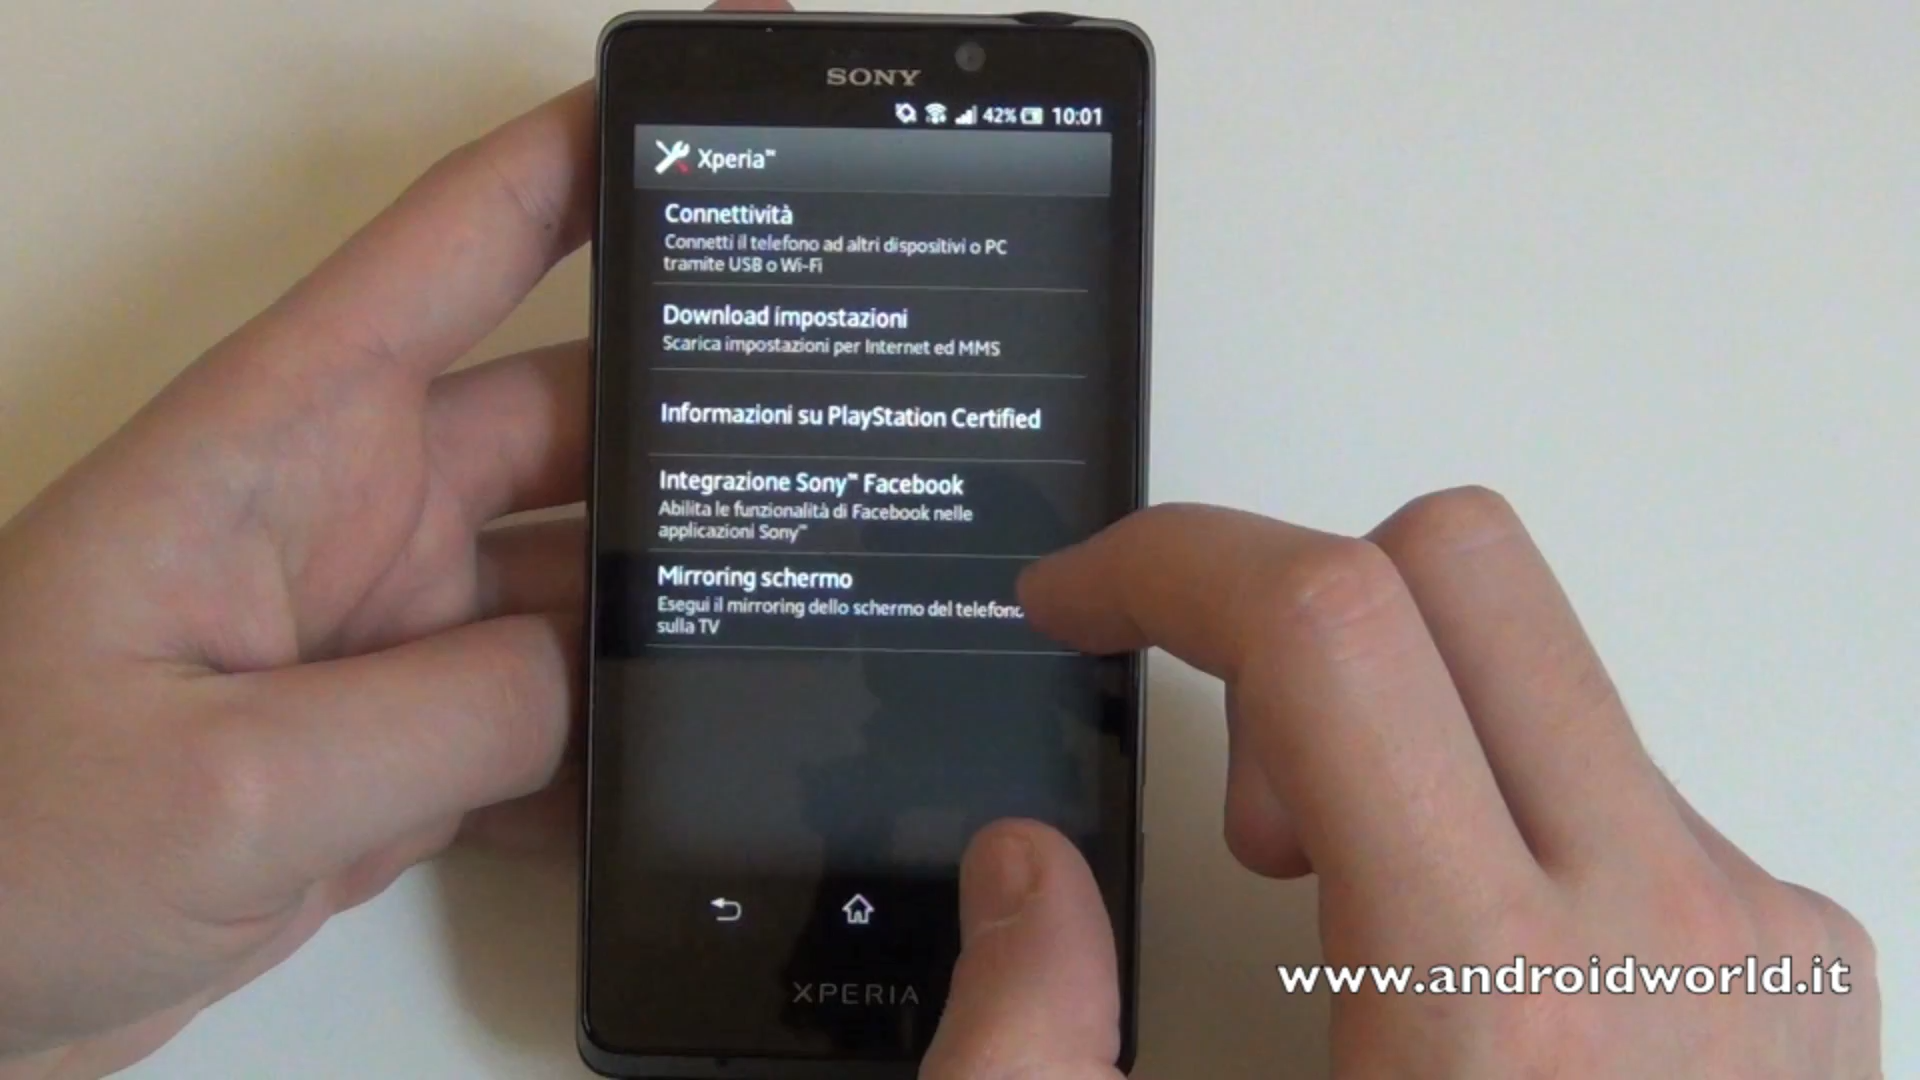 SONY
42% 10:01
Xperia™
Connettività
Connetti il telefono ad altri dispositivi o PC
tramite USB o Wi-Fi
Download impostazioni
Scarica impostazioni per Internet ed MMS
Informazioni su PlayStation Certified
Integrazione Sony™ Facebook
Abilita le funzionalità di Facebook nelle
applicazioni Sony™
Mirroring schermo
Esegui il mirroring dello schermo del telefono
sulla TV
XPERIA
www.androidworld.it